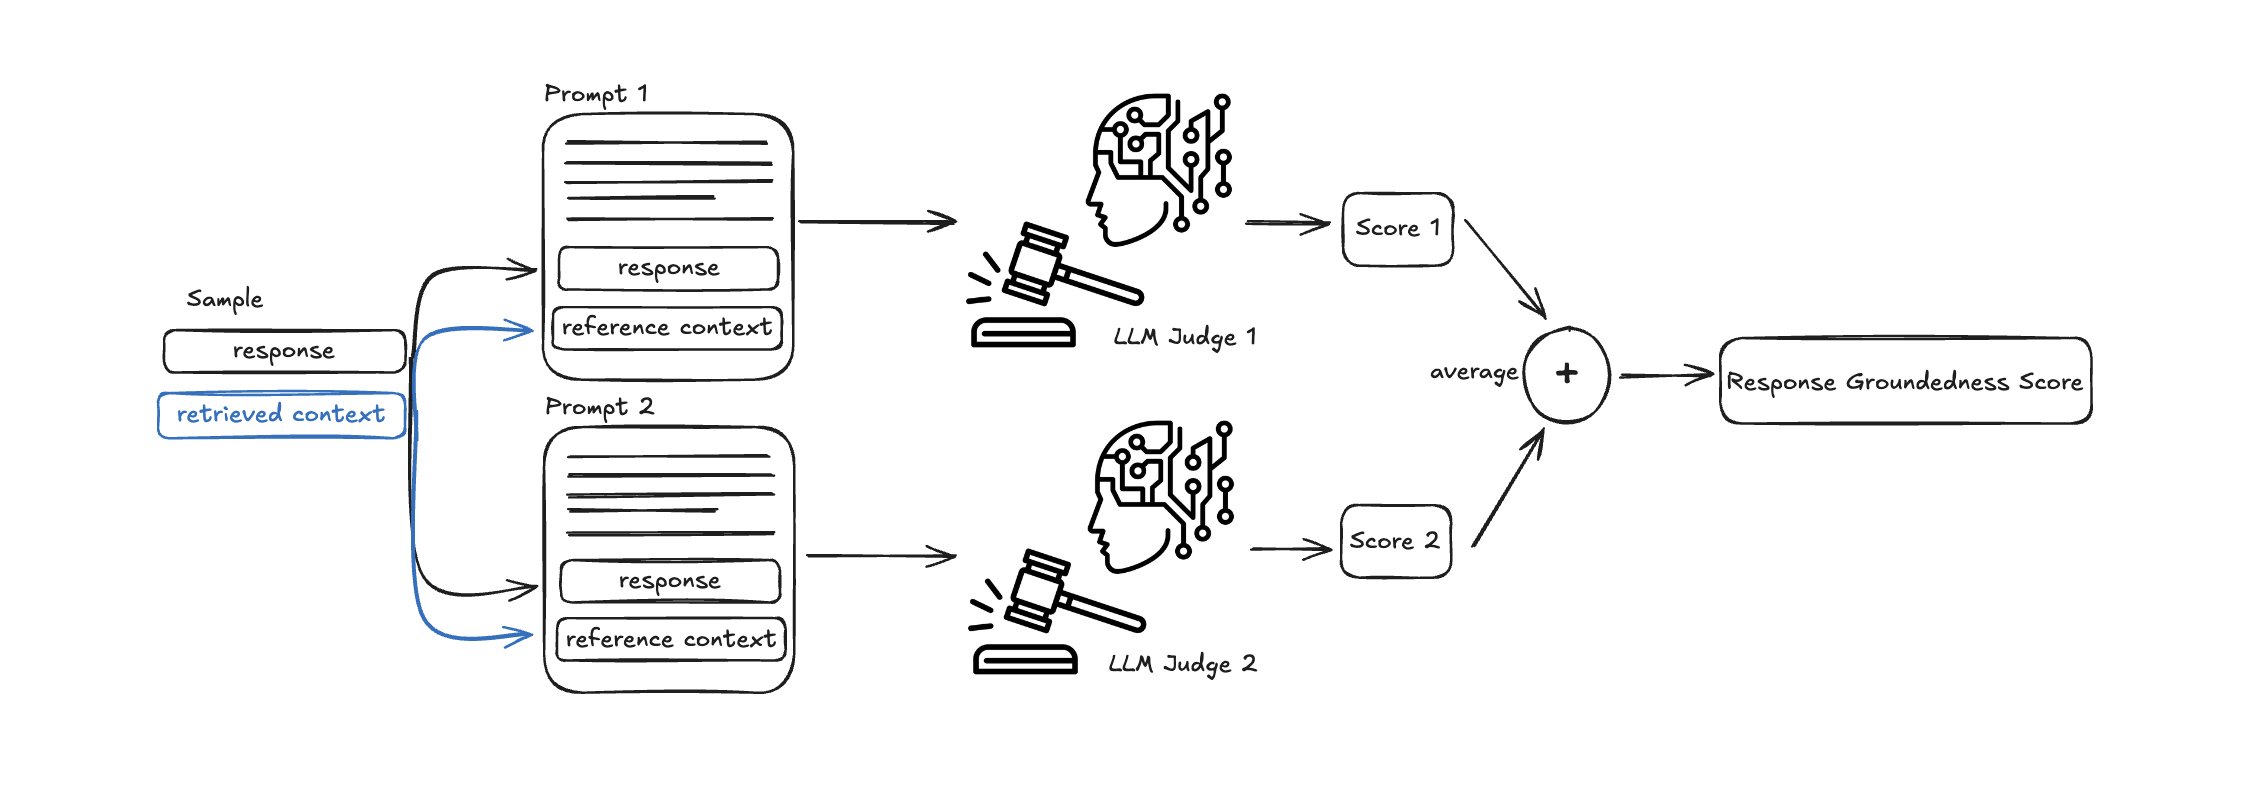 Sample
response
retrieved context
Prompt 1
response
reference context
Prompt 2
response
reference context
LLM Judge 1
LLM Judge 2
Score 1
Score 2
average
+
Response Groundedness Score